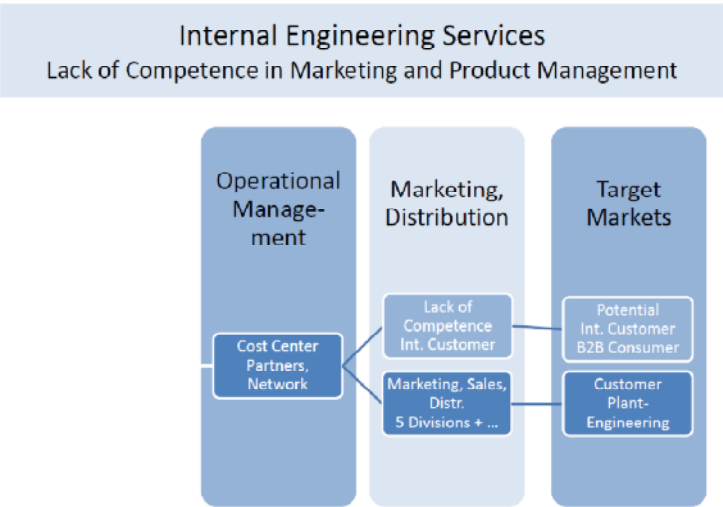 Internal Engineering Services
Lack of Competence in Marketing and Product Management
Operational
Manage-
ment
Marketing,
Distribution
Target
Markets
Cost Center
Partners,
Network
Lack of
Competence
Int. Customer
Potential
Int. Customer
B2B Consumer
Marketing, Sales,
Distr.
5 Divisions + ...
Customer
Plant-
Engineering